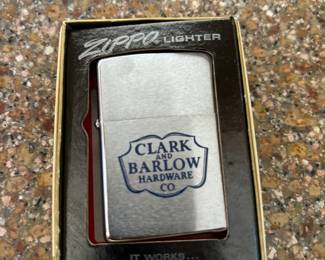 ZIPPO LIGHTER
CLARK
AND
BARLOW
HARDWARE
CO.
IT WORKS...